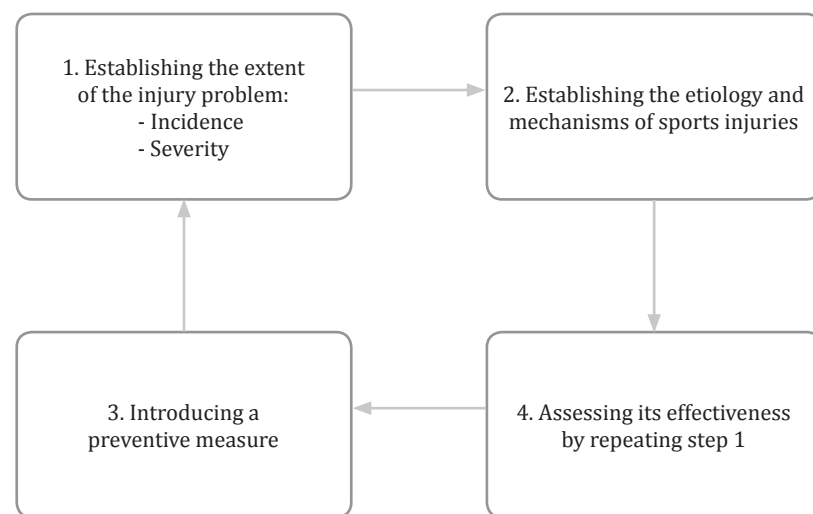 1. Establishing the extent
of the injury problem:
- Incidence
- Severity
2. Establishing the etiology and
mechanisms of sports injuries
3. Introducing a
preventive measure
4. Assessing its effectiveness
by repeating step 1